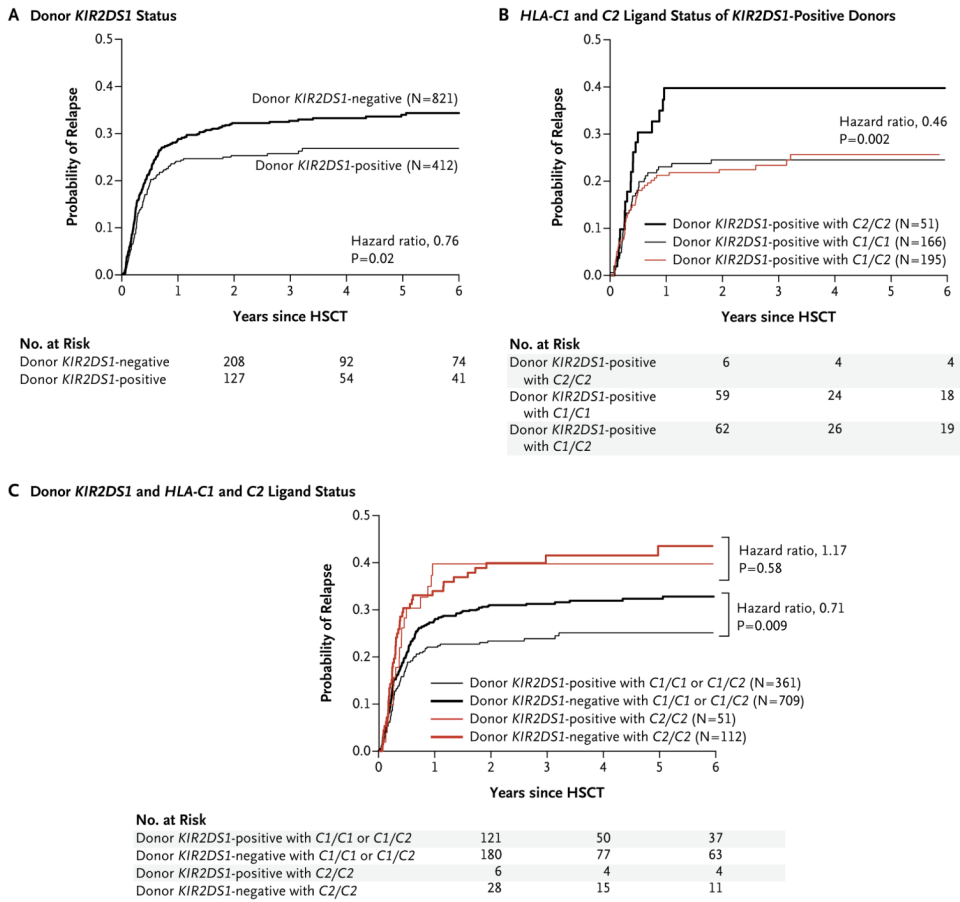 A Donor KIR2DS1 Status
0.5
0.4
0.3
0.2
0.1
0.0
Probability of Relapse
Donor KIR2DS1-negative (N=821)
Donor KIR2DS1-positive (N=412)
Hazard ratio, 0.76
P=0.02
0 1 2 3 4 5 6
Years since HSCT
No. at Risk
Donor KIR2DS1-negative 208 92 74
Donor KIR2DS1-positive 127 54 41
B HLA-C1 and C2 Ligand Status of KIR2DS1-Positive Donors
0.5
0.4
0.3
0.2
0.1
0.0
Probability of Relapse
Hazard ratio, 0.46
P=0.002
Donor KIR2DS1-positive with C2/C2 (N=51)
Donor KIR2DS1-positive with C1/C1 (N=166)
Donor KIR2DS1-positive with C1/C2 (N=195)
0 1 2 3 4 5 6
Years since HSCT
No. at Risk
Donor KIR2DS1-positive 6 4 4
with C2/C2
Donor KIR2DS1-positive 59 24 18
with C1/C1
Donor KIR2DS1-positive 62 26 19
with C1/C2
C Donor KIR2DS1 and HLA-C1 and C2 Ligand Status
0.5
0.4
0.3
0.2
0.1
0.0
Probability of Relapse
Hazard ratio, 1.17
P=0.58
Hazard ratio, 0.71
P=0.009
Donor KIR2DS1-positive with C1/C1 or C1/C2 (N=361)
Donor KIR2DS1-negative with C1/C1 or C1/C2 (N=709)
Donor KIR2DS1-positive with C2/C2 (N=51)
Donor KIR2DS1-negative with C2/C2 (N=112)
0 1 2 3 4 5 6
Years since HSCT
No. at Risk
Donor KIR2DS1-positive with C1/C1 or C1/C2 121 50 37
Donor KIR2DS1-negative with C1/C1 or C1/C2 180 77 63
Donor KIR2DS1-positive with C2/C2 6 4 4
Donor KIR2DS1-negative with C2/C2 28 15 11